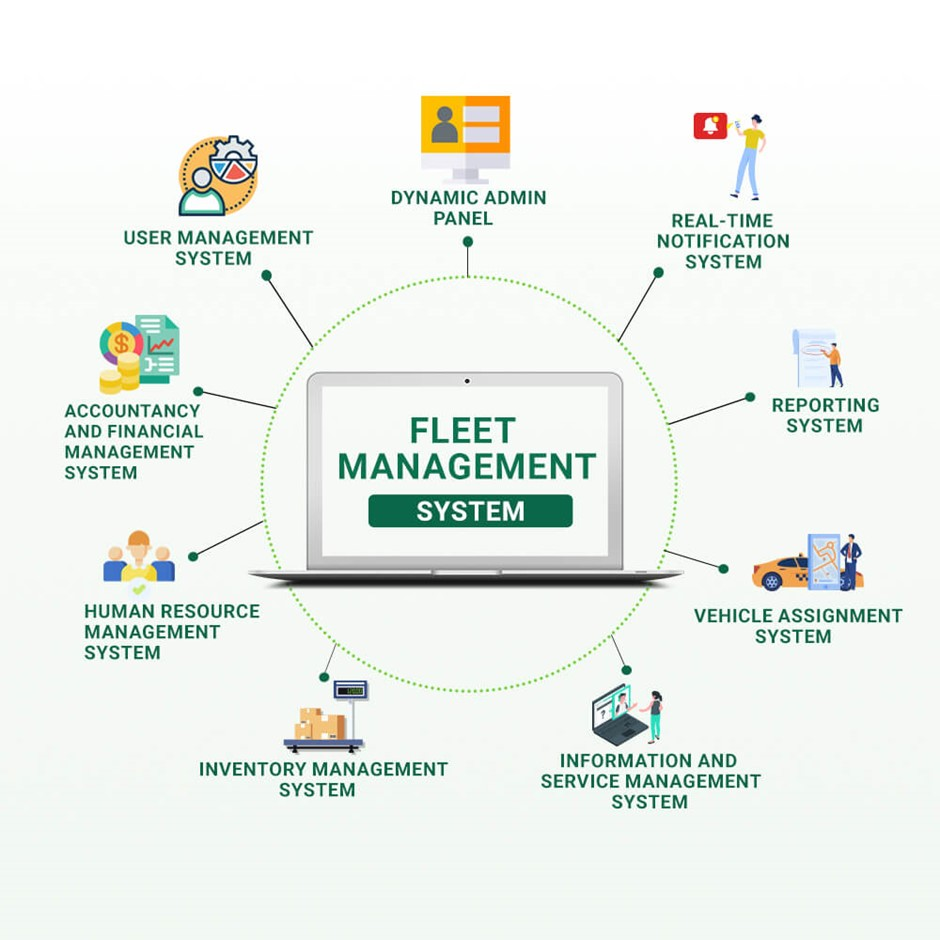 DYNAMIC ADMIN
PANEL
REAL-TIME
NOTIFICATION
SYSTEM
REPORTING
SYSTEM
VEHICLE ASSIGNMENT
SYSTEM
INFORMATION AND
SERVICE MANAGEMENT
SYSTEM
INVENTORY MANAGEMENT
SYSTEM
HUMAN RESOURCE
MANAGEMENT
SYSTEM
ACCOUNTANCY
AND FINANCIAL
MANAGEMENT
SYSTEM
USER MANAGEMENT
SYSTEM
FLEET
MANAGEMENT
SYSTEM